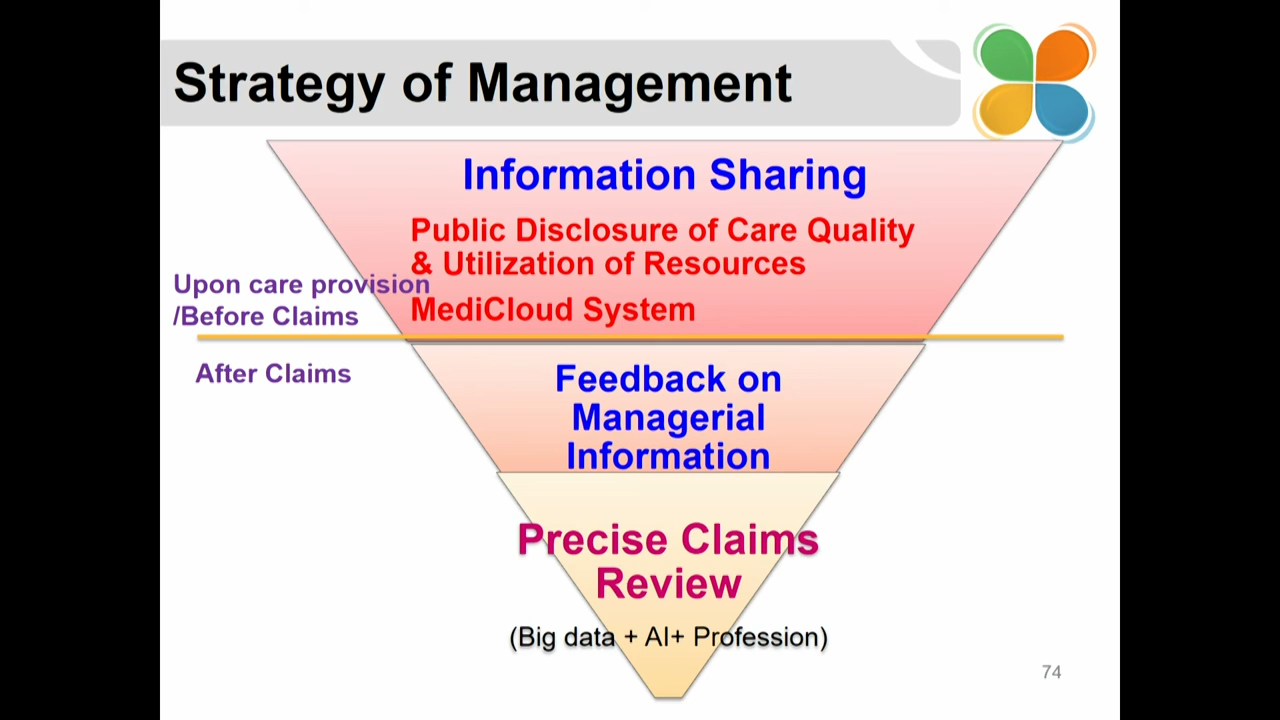 Strategy of Management
Information Sharing
Public Disclosure of Care Quality
& Utilization of Resources
MediCloud System
Upon care provision
/Before Claims
After Claims
Feedback on
Managerial
Information
Precise Claims
Review
(Big data + AI+ Profession)
74